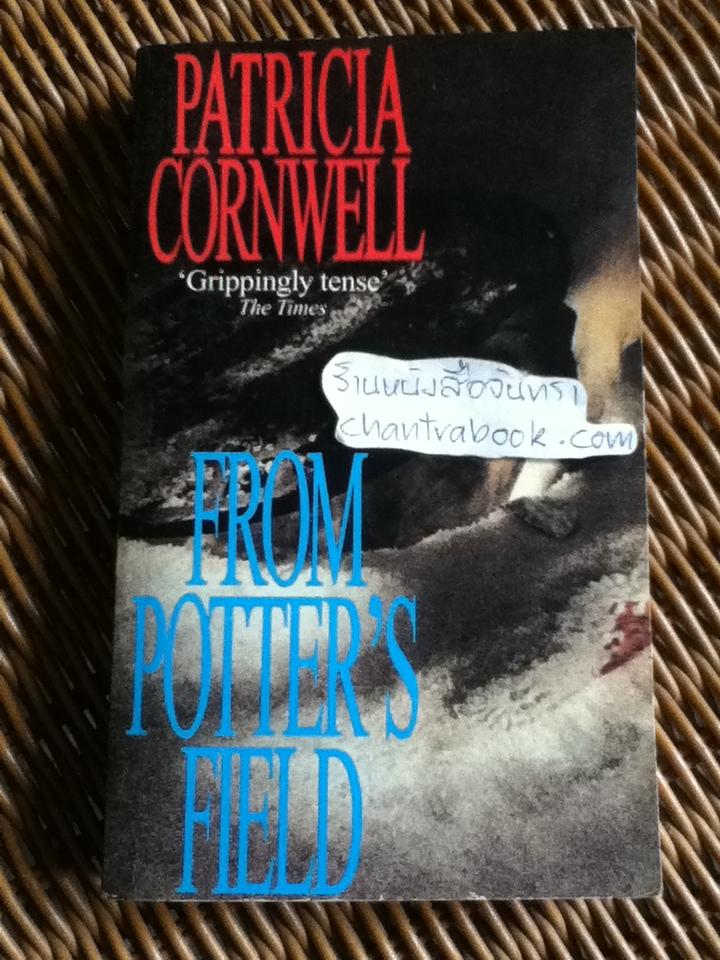 PATRICIA
CORNWELL
‘Grippingly tense’
The Times
ร้านหนังสือจันทรา
chantrabook.com
FROM
POTTER'S
FIELD